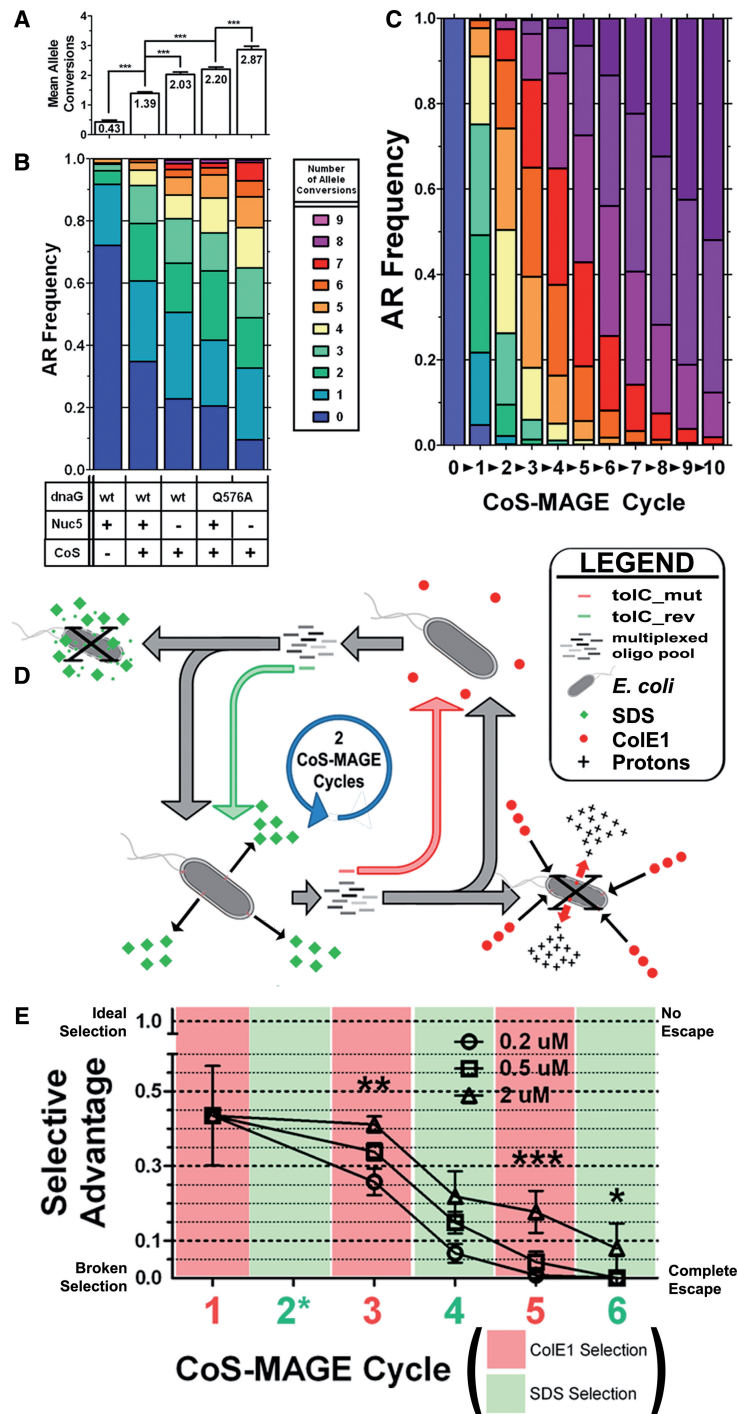 A
Mean Allele
Conversions
4
3
2
1
0
***
***
***
***
0.43
1.39
2.03
2.20
2.87
B
AR Frequency
1.0
0.8
0.6
0.4
0.2
0.0
Number
of Allele
Conversions
9
8
7
6
5
4
3
2
1
0
dnaG wt wt wt Q576A
Nuc5 + + - + -
CoS - + + + +
C
AR Frequency
1.0
0.8
0.6
0.4
0.2
0.0
0 ►1 ►2 ►3 ►4 ►5 ►6 ►7 ►8 ►9 ►10
CoS-MAGE Cycle
D
2
CoS-MAGE
Cycles
LEGEND
tolC_mut
tolC_rev
multiplexed
oligo pool
E. coli
SDS
ColE1
Protons
E
Ideal
Selection
No
Escape
Selective
Advantage
1.0
0.5
0.3
0.1
0.0
0.2 uM
0.5 uM
2 uM
**
***
*
Broken
Selection
Complete
Escape
1 2* 3 4 5 6
CoS-MAGE Cycle
ColE1 Selection
SDS Selection